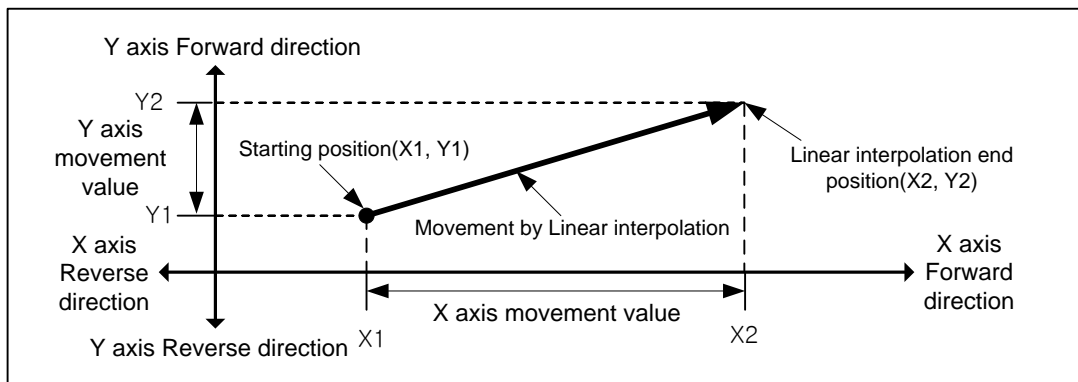 Y axis Forward direction
Y2
Y axis
movement
value
Starting position(X1, Y1)
Linear interpolation end
position(X2, Y2)
Y1
Movement by Linear interpolation
X axis
Reverse
direction
X axis
Forward
direction
X axis movement value
X1
X2
Y axis Reverse direction